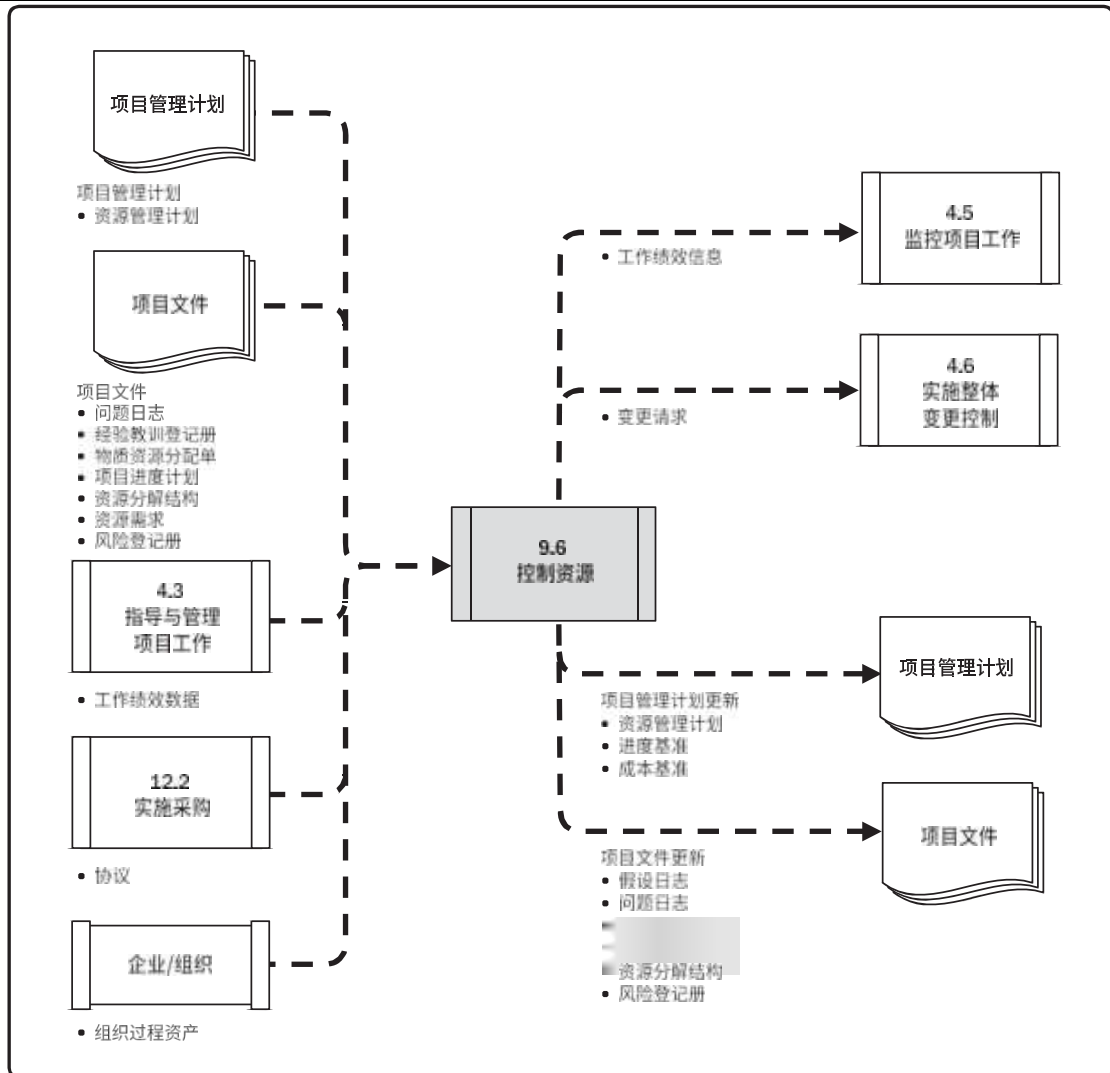 项目管理计划
项目管理计划
• 资源管理计划
项目文件
项目文件
• 问题日志
• 经验教训登记册
• 物质资源分配单
• 项目进度计划
• 资源分解结构
• 资源需求
• 风险登记册
4.3
指导与管理
项目工作
• 工作绩效数据
12.2
实施采购
• 协议
企业/组织
• 组织过程资产
9.6
控制资源
• 工作绩效信息
4.5
监控项目工作
• 变更请求
4.6
实施整体
变更控制
项目管理计划更新
• 资源管理计划
• 进度基准
• 成本基准
项目管理计划
项目文件更新
• 假设日志
• 问题日志
资源分解结构
• 风险登记册
项目文件